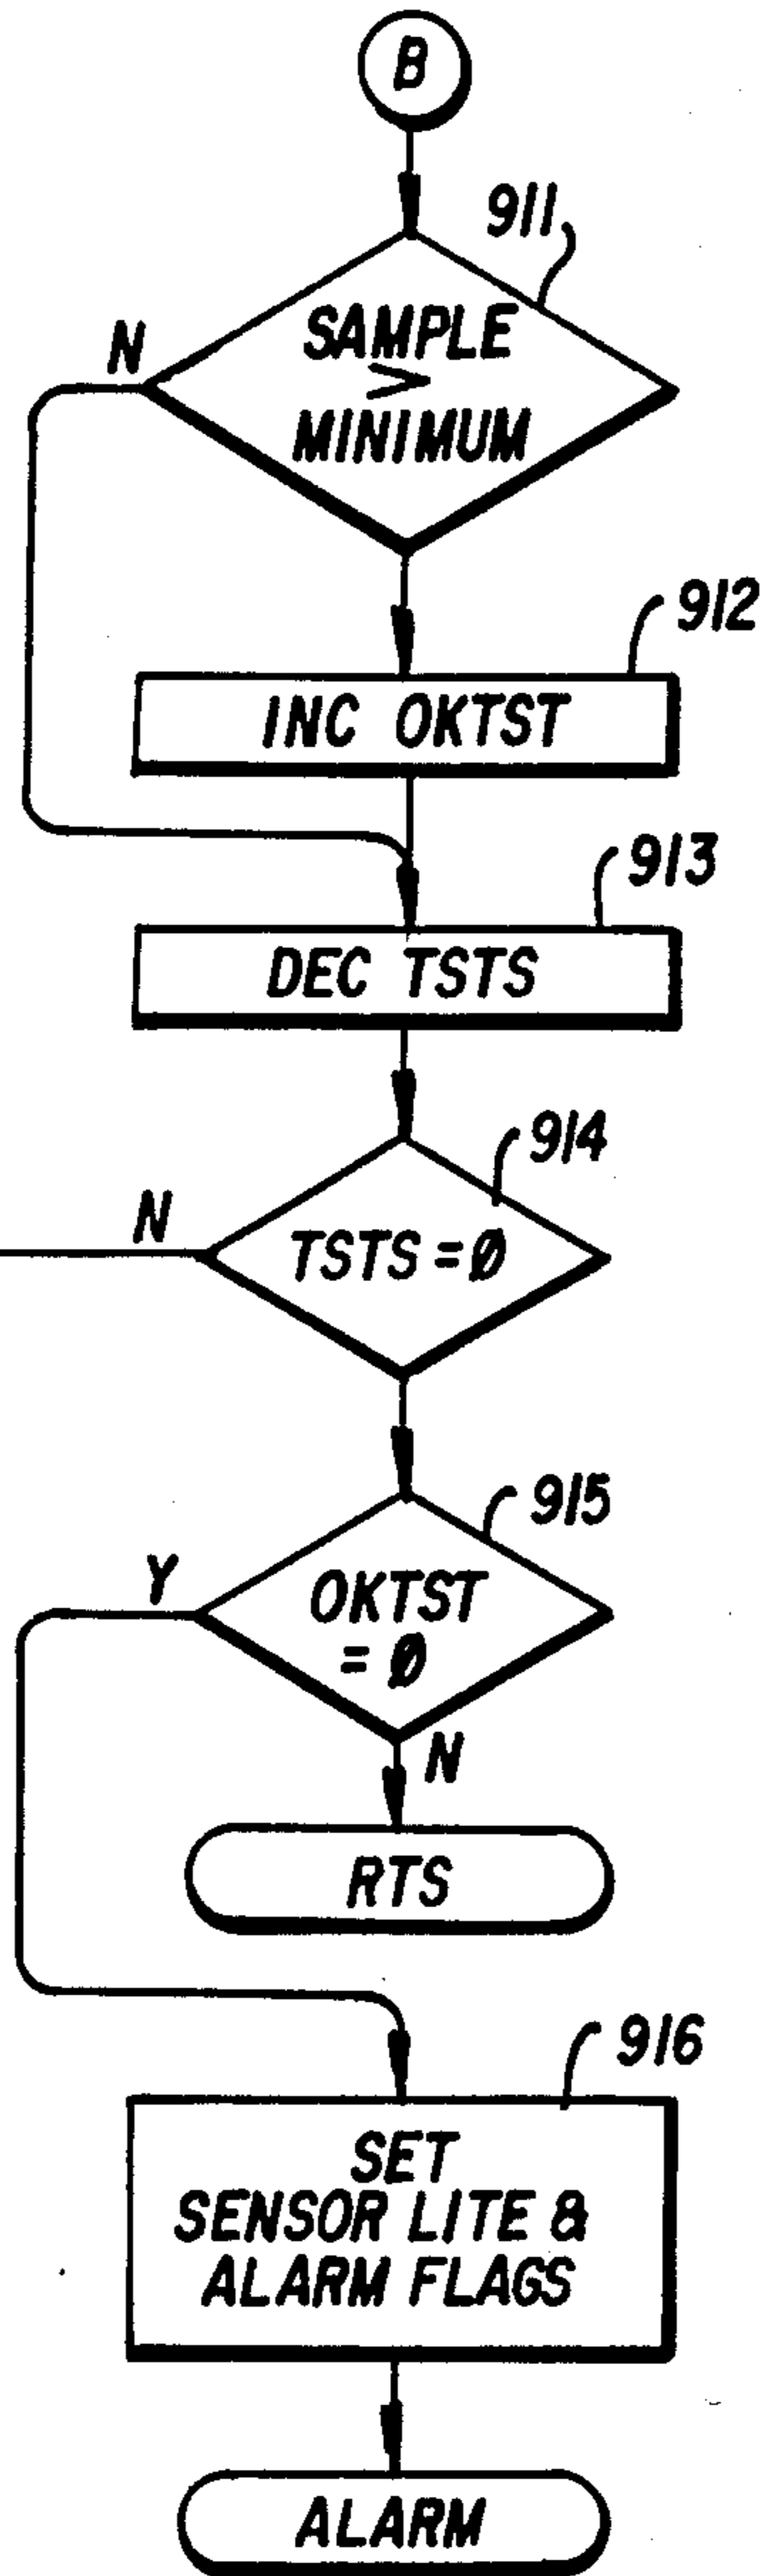 B
911
N
SAMPLE
>
MINIMUM
912
INC OKTST
913
DEC TSTS
914
N
TSTS = Ø
915
Y
OKTST
= Ø
N
RTS
916
SET
SENSOR LITE &
ALARM FLAGS
ALARM